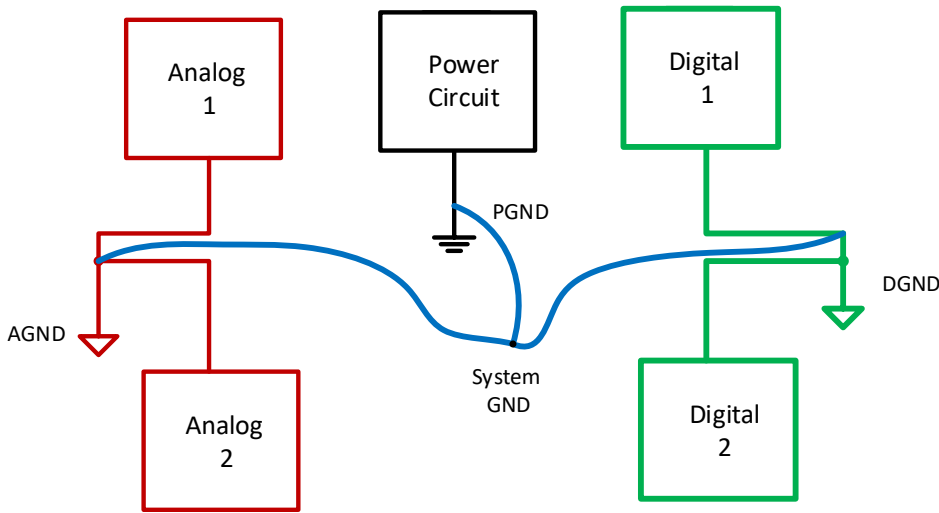 Analog
1
Power
Circuit
Digital
1
PGND
AGND
DGND
System
GND
Analog
2
Digital
2